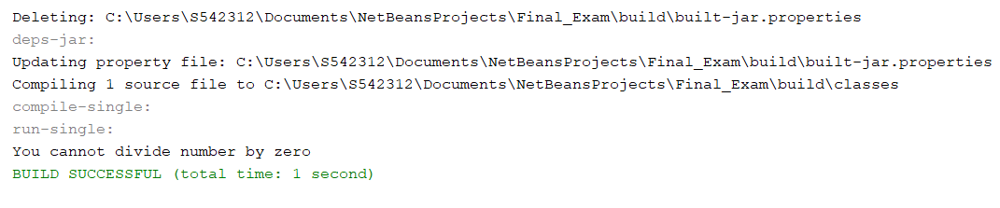 Deleting: C:\Users\S542312\Documents\NetBeansProjects\Final_Exam\build\built-jar.properties
deps-jar:
Updating property file: C:\Users\S542312\Documents\NetBeansProjects\Final_Exam\build\built-jar.properties
Compiling 1 source file to C:\Users\S542312\Documents\NetBeansProjects\Final_Exam\build\classes
compile-single:
run-single:
You cannot divide number by zero
BUILD SUCCESSFUL (total time: 1 second)